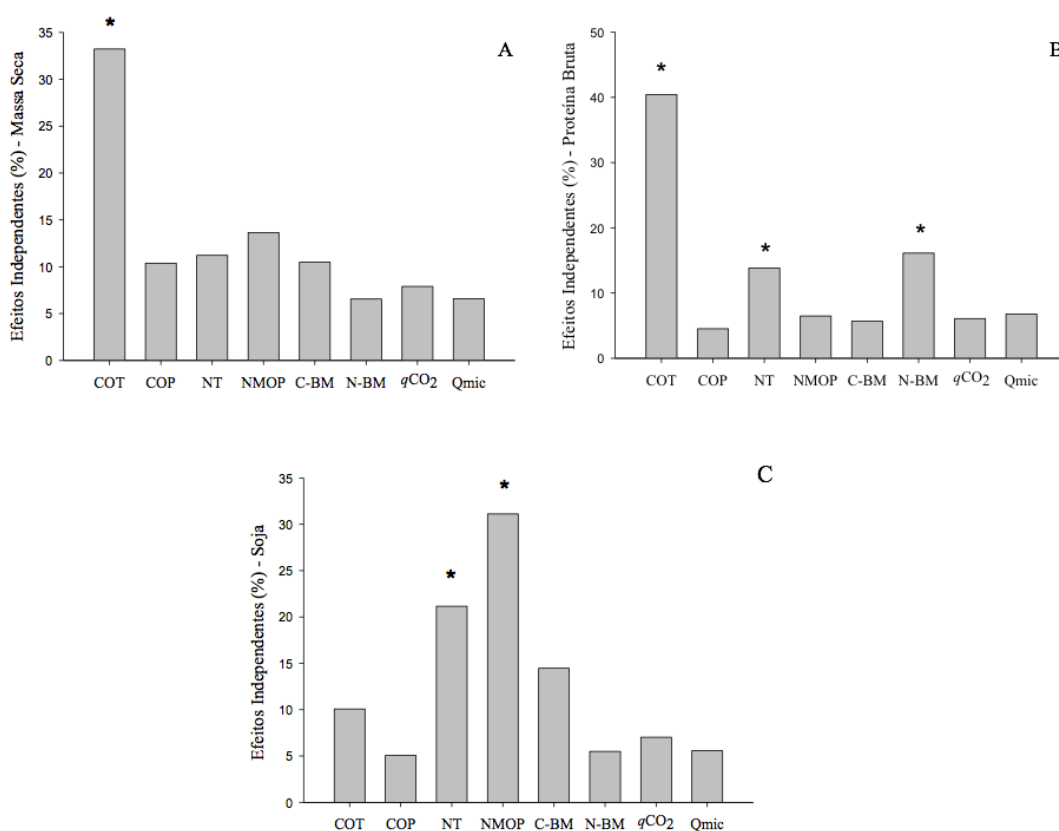 A
Efeitos Independentes (%) - Massa Seca
35
30
25
20
15
10
5
0
*
COT COP NT NMOP C-BM N-BM qCO2 Qmic
B
Efeitos Independentes (%) - Proteína Bruta
50
40
30
20
10
0
* * *
COT COP NT NMOP C-BM N-BM qCO2 Qmic
C
Efeitos Independentes (%) - Soja
35
30
25
20
15
10
5
0
* *
COT COP NT NMOP C-BM N-BM qCO2 Qmic